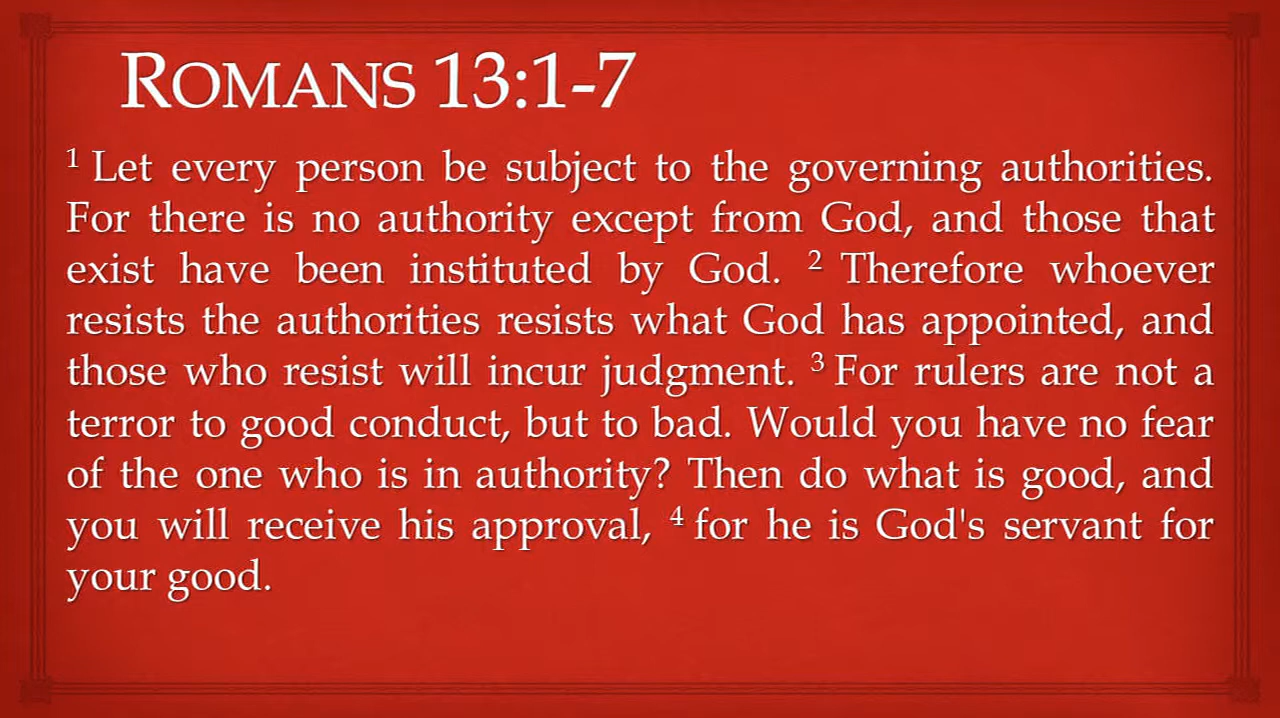 ROMANS 13:1-7
1 Let every person be subject to the governing authorities.
For there is no authority except from God, and those that
exist have been instituted by God. 2 Therefore whoever
resists the authorities resists what God has appointed, and
those who resist will incur judgment. 3 For rulers are not a
terror to good conduct, but to bad. Would you have no fear
of the one who is in authority? Then do what is good, and
you will receive his approval, 4 for he is God's servant for
your good.